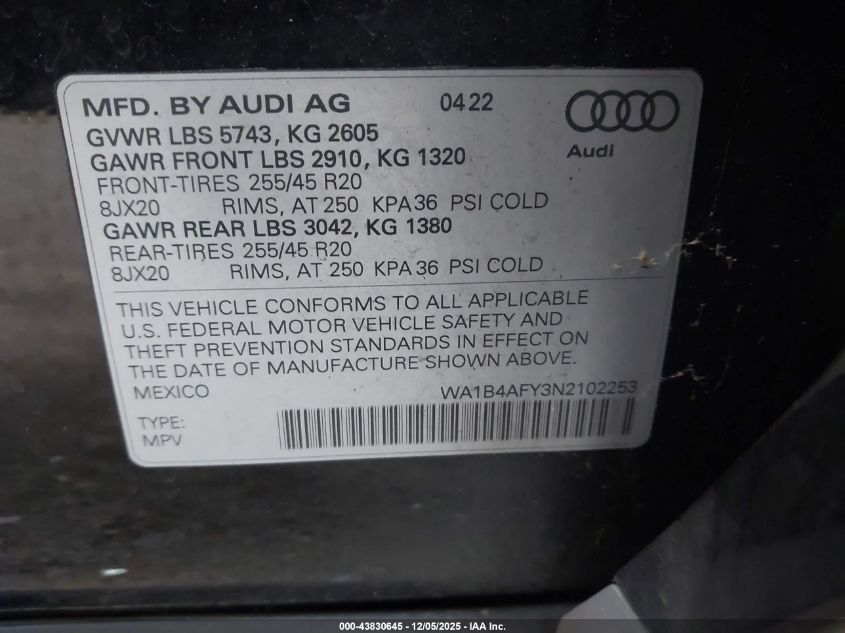 MFD. BY AUDI AG 0422
Audi
GVWR LBS 5743, KG 2605
GAWR FRONT LBS 2910, KG 1320
FRONT-TIRES 255/45 R20
8JX20 RIMS, AT 250 KPA 36 PSI COLD
GAWR REAR LBS 3042, KG 1380
REAR-TIRES 255/45 R20
8JX20 RIMS, AT 250 KPA 36 PSI COLD
THIS VEHICLE CONFORMS TO ALL APPLICABLE
U.S. FEDERAL MOTOR VEHICLE SAFETY AND
THEFT PREVENTION STANDARDS IN EFFECT ON
THE DATE OF MANUFACTURE SHOWN ABOVE.
MEXICO WA1B4AFY3N2102253
TYPE:
MPV
000-43830645 - 12/05/2025 - IAA Inc.